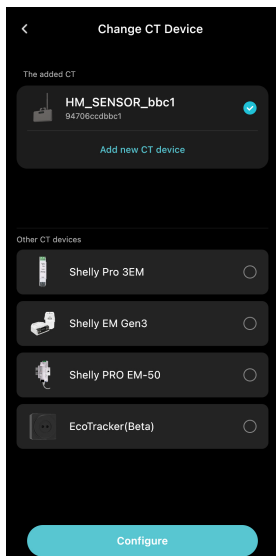 Change CT Device
The added CT
HM_SENSOR_bbc1
94706ccdbbc1
Add new CT device
Other CT devices
Shelly Pro 3EM
Shelly EM Gen3
Shelly PRO EM-50
EcoTracker(Beta)
Configure